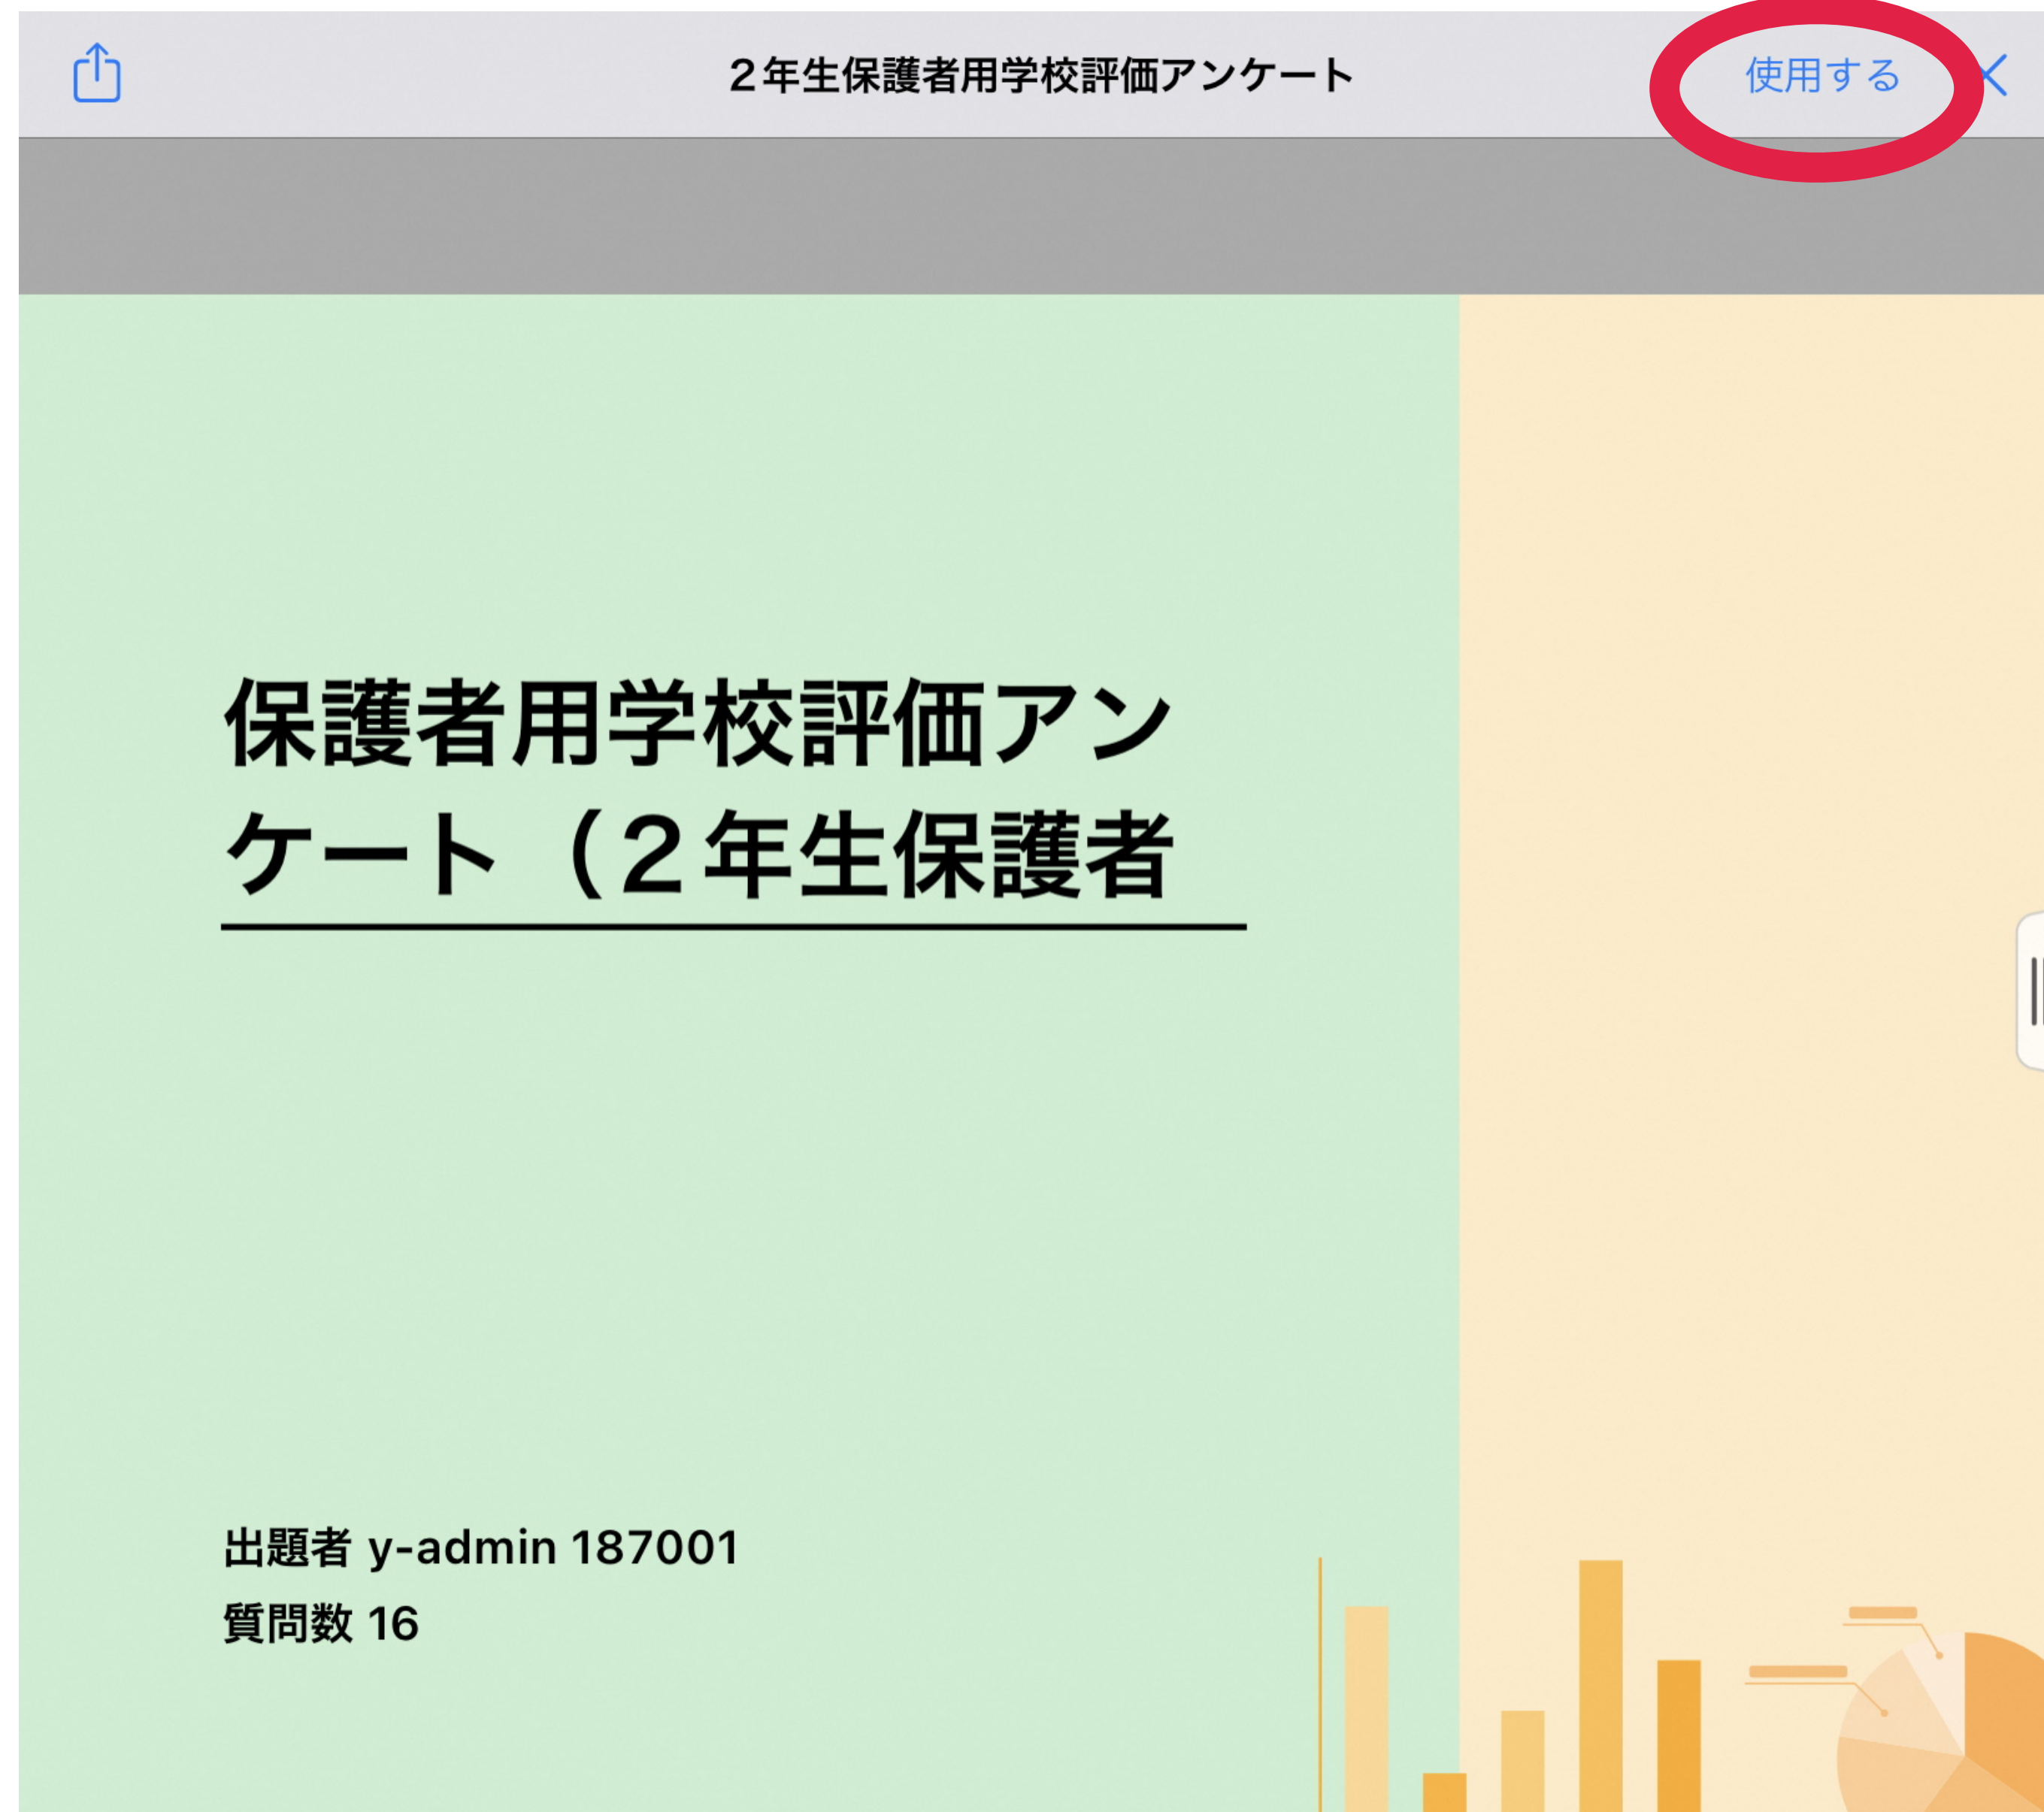 ２年生保護者用学校評価アンケート
使用する
保護者用学校評価アン
ケート（２年生保護者
出題者 y-admin 187001
質問数 16